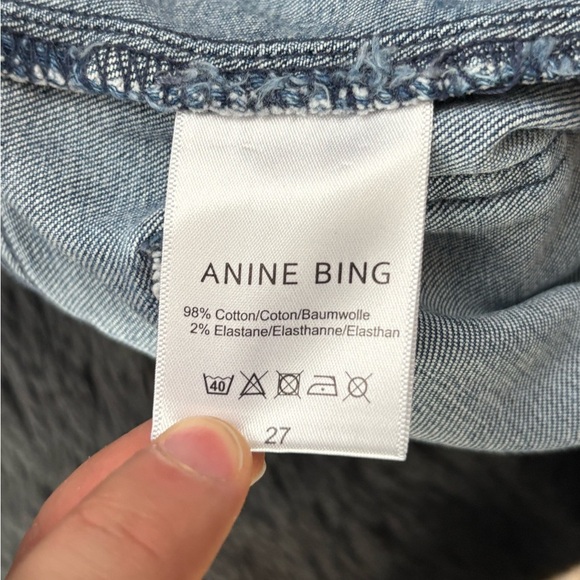 ANINE BING
98% Cotton/Coton/Baumwolle
2% Elastane/Elasthanne/Elasthan
40
27